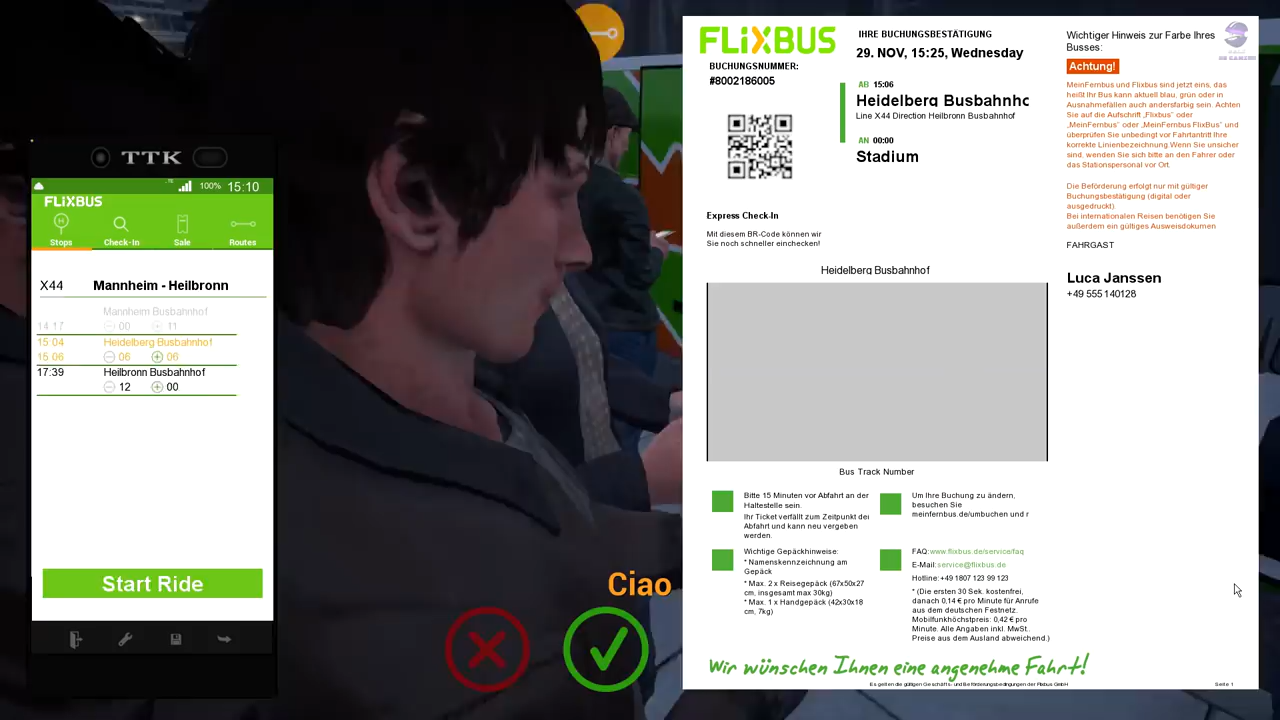 TTK
100% 15:10
FLiXBUS
Stops Check-In Sale Routes
X44 Mannheim - Heilbronn
Mannheim Busbahnhof
14:17 00 11
15:04 Heidelberg Busbahnhof
15:06 06 06
17:39 Heilbronn Busbahnhof
12 00
Start Ride
Ciao
FLiXBUS
BUCHUNGSNUMMER:
#8002186005
IHRE BUCHUNGSBESTÄTIGUNG
29. NOV, 15:25, Wednesday
AB 15:06
Heidelberg Busbahnho
Line X44 Direction Heilbronn Busbahnhof
AN 00:00
Stadium
Express Check-In
Mit diesem BR-Code können wir
Sie noch schneller einchecken!
Heidelberg Busbahnhof
Bus Track Number
Bitte 15 Minuten vor Abfahrt an der
Haltestelle sein.
Ihr Ticket verfällt zum Zeitpunkt dei
Abfahrt und kann neu vergeben
werden.
Wichtige Gepäckhinweise:
* Namenskennzeichnung am
Gepäck
* Max. 2 x Reisegepäck (67x50x27
cm, insgesamt max 30kg)
* Max. 1 x Handgepäck (42x30x18
cm, 7kg)
Um Ihre Buchung zu ändern,
besuchen Sie
meinfernbus.de/umbuchen und r
FAQ: www.flixbus.de/service/faq
E-Mail: service@flixbus.de
Hotline: +49 1807 123 99 123
* (Die ersten 30 Sek. kostenfrei,
danach 0,14 € pro Minute für Anrufe
aus dem deutschen Festnetz.
Mobilfunkhöchstpreis: 0,42 € pro
Minute. Alle Angaben inkl. MwSt..
Preise aus dem Ausland abweichend.)
Wir wünschen Ihnen eine angenehme Fahrt!
Es gelten die gültigen Geschäfts- und Beförderungsbedingungen der Flixbus GmbH
Seite 1
Wichtiger Hinweis zur Farbe Ihres
Busses:
Achtung!
MeinFernbus und Flixbus sind jetzt eins, das
heißt Ihr Bus kann aktuell blau, grün oder in
Ausnahmefällen auch andersfarbig sein. Achten
Sie auf die Aufschrift „Flixbus“ oder
„MeinFernbus“ oder „MeinFernbus FlixBus“ und
überprüfen Sie unbedingt vor Fahrtantritt Ihre
korrekte Linienbezeichnung.Wenn Sie unsicher
sind, wenden Sie sich bitte an den Fahrer oder
das Stationspersonal vor Ort.
Die Beförderung erfolgt nur mit gültiger
Buchungsbestätigung (digital oder
ausgedruckt).
Bei internationalen Reisen benötigen Sie
außerdem ein gültiges Ausweisdokumen
FAHRGAST
Luca Janssen
+49 555 140128